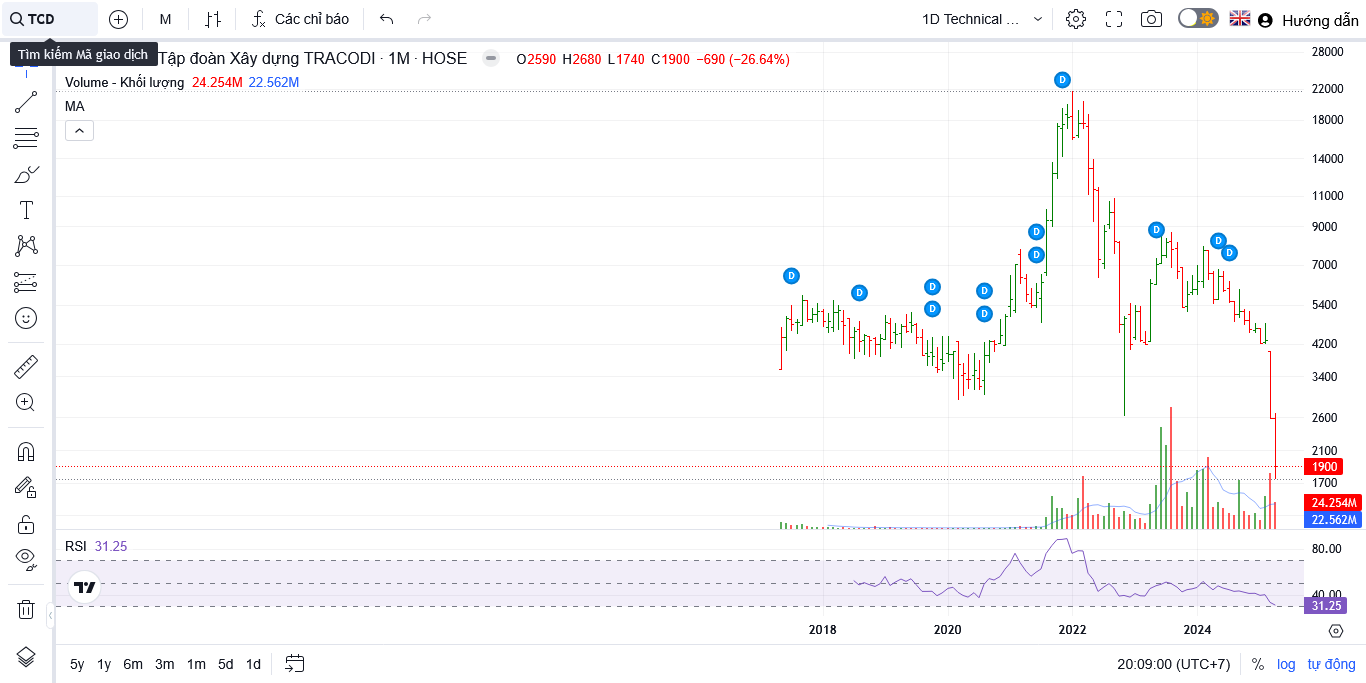 TCD
M
Các chỉ báo
1D Technical ...
Hướng dẫn
Tìm kiếm Mã giao dịch
Tập đoàn Xây dựng TRACODI · 1M · HOSE
O2590 H2680 L1740 C1900 −690 (−26.64%)
Volume - Khối lượng 24.254M 22.562M
MA
28000
22000
18000
14000
11000
9000
7000
5400
4200
3400
2600
2100
1900
1700
24.254M
22.562M
D
D
D
D
D
D
D
D
D
D
D
D
RSI 31.25
80.00
40.00
31.25
2018
2020
2022
2024
5y 1y 6m 3m 1m 5d 1d
20:09:00 (UTC+7)
%
log
tự động